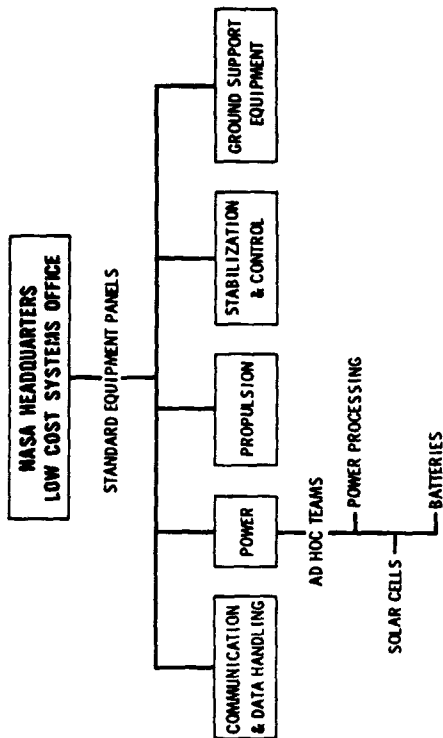 NASA HEADQUARTERS
LOW COST SYSTEMS OFFICE
STANDARD EQUIPMENT PANELS
COMMUNICATION
& DATA HANDLING
POWER
PROPULSION
STABILIZATION
& CONTROL
GROUND SUPPORT
EQUIPMENT
AD HOC TEAMS
POWER PROCESSING
SOLAR CELLS
BATTERIES